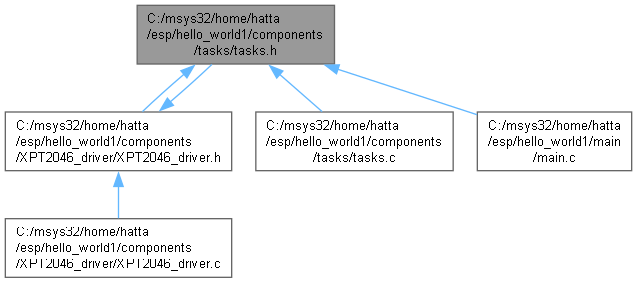 C:/msys32/home/hatta
/esp/hello_world1/components
/tasks/tasks.h
C:/msys32/home/hatta
/esp/hello_world1/components
/XPT2046_driver/XPT2046_driver.h
C:/msys32/home/hatta
/esp/hello_world1/components
/tasks/tasks.c
C:/msys32/home/hatta
/esp/hello_world1/main
/main.c
C:/msys32/home/hatta
/esp/hello_world1/components
/XPT2046_driver/XPT2046_driver.c